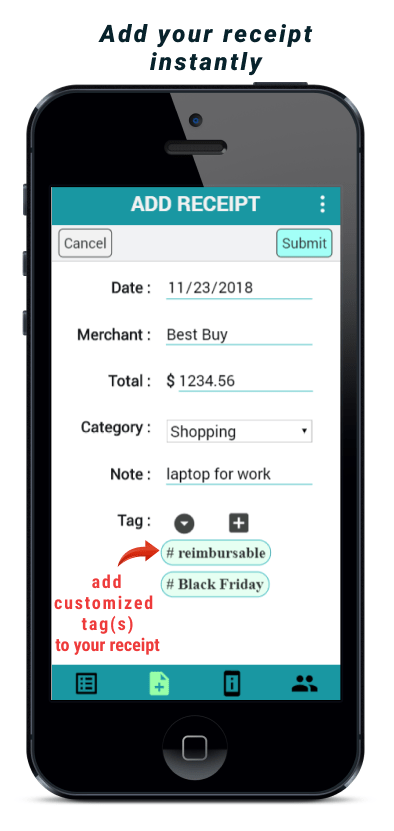 Add your receipt
instantly
ADD RECEIPT
Cancel
Submit
Date : 11/23/2018
Merchant : Best Buy
Total : $ 1234.56
Category : Shopping
Note : laptop for work
Tag :
# reimbursable
# Black Friday
add
customized
tag(s)
to your receipt